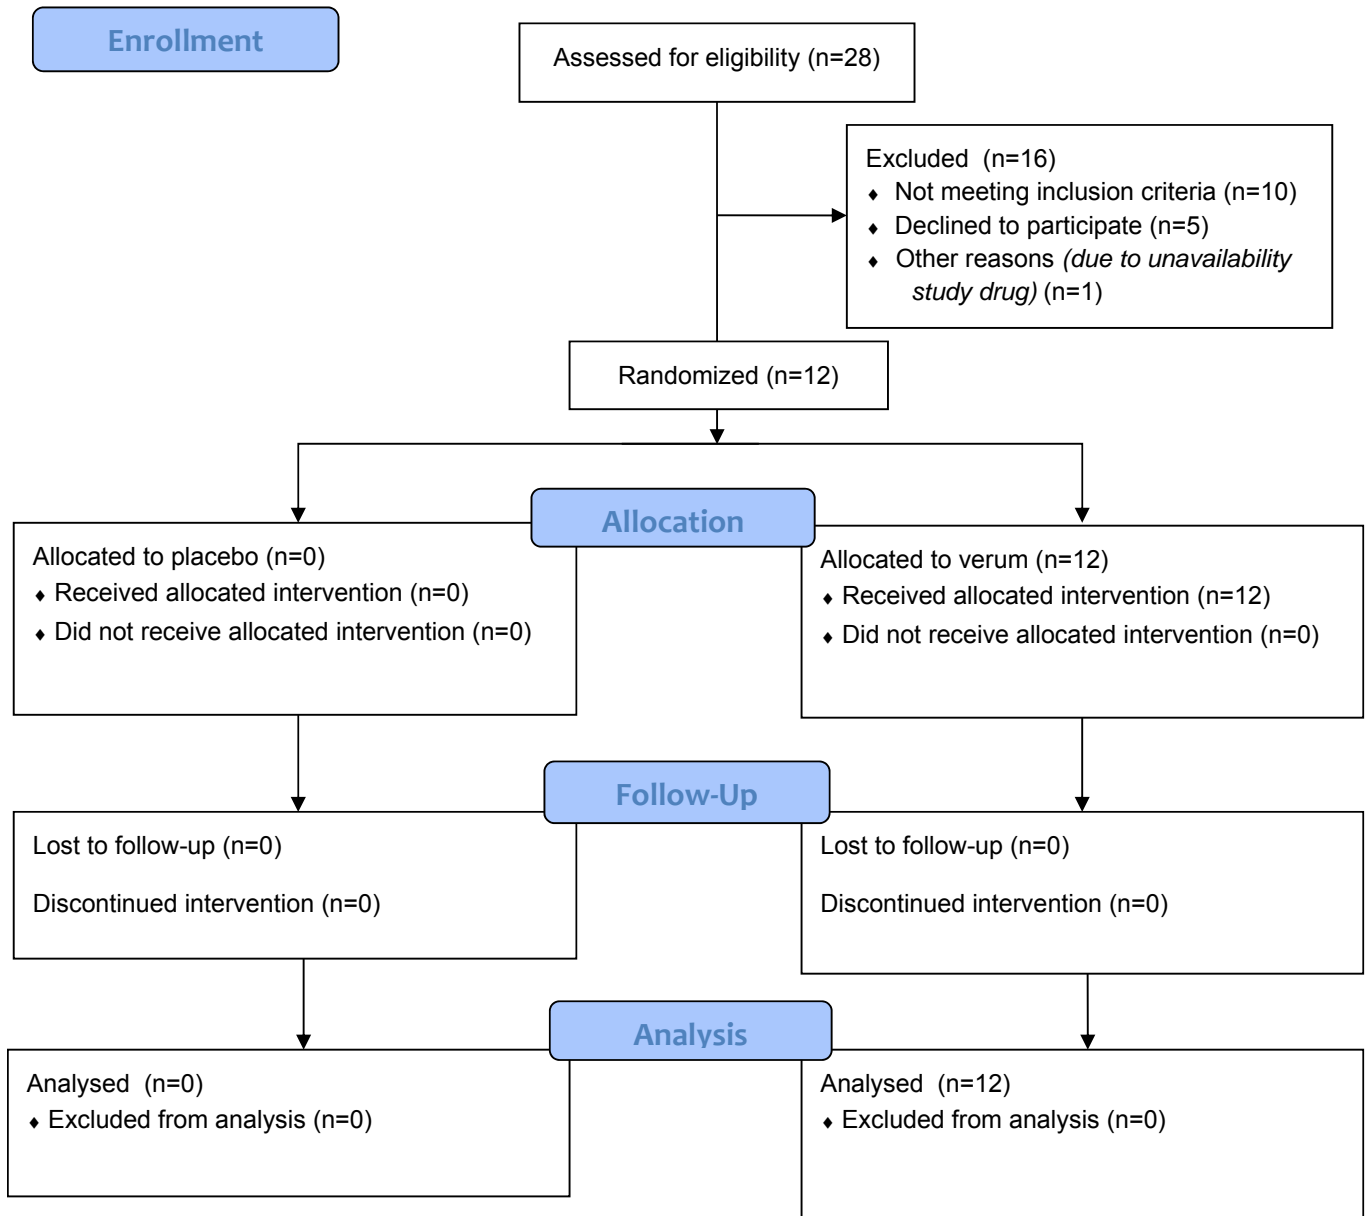 Enrollment
Assessed for eligibility (n=28)
Excluded (n=16)
♦ Not meeting inclusion criteria (n=10)
♦ Declined to participate (n=5)
♦ Other reasons (due to unavailability
study drug) (n=1)
Randomized (n=12)
Allocation
Allocated to placebo (n=0)
♦ Received allocated intervention (n=0)
♦ Did not receive allocated intervention (n=0)
Allocated to verum (n=12)
♦ Received allocated intervention (n=12)
♦ Did not receive allocated intervention (n=0)
Follow-Up
Lost to follow-up (n=0)
Discontinued intervention (n=0)
Lost to follow-up (n=0)
Discontinued intervention (n=0)
Analysis
Analysed (n=0)
♦ Excluded from analysis (n=0)
Analysed (n=12)
♦ Excluded from analysis (n=0)